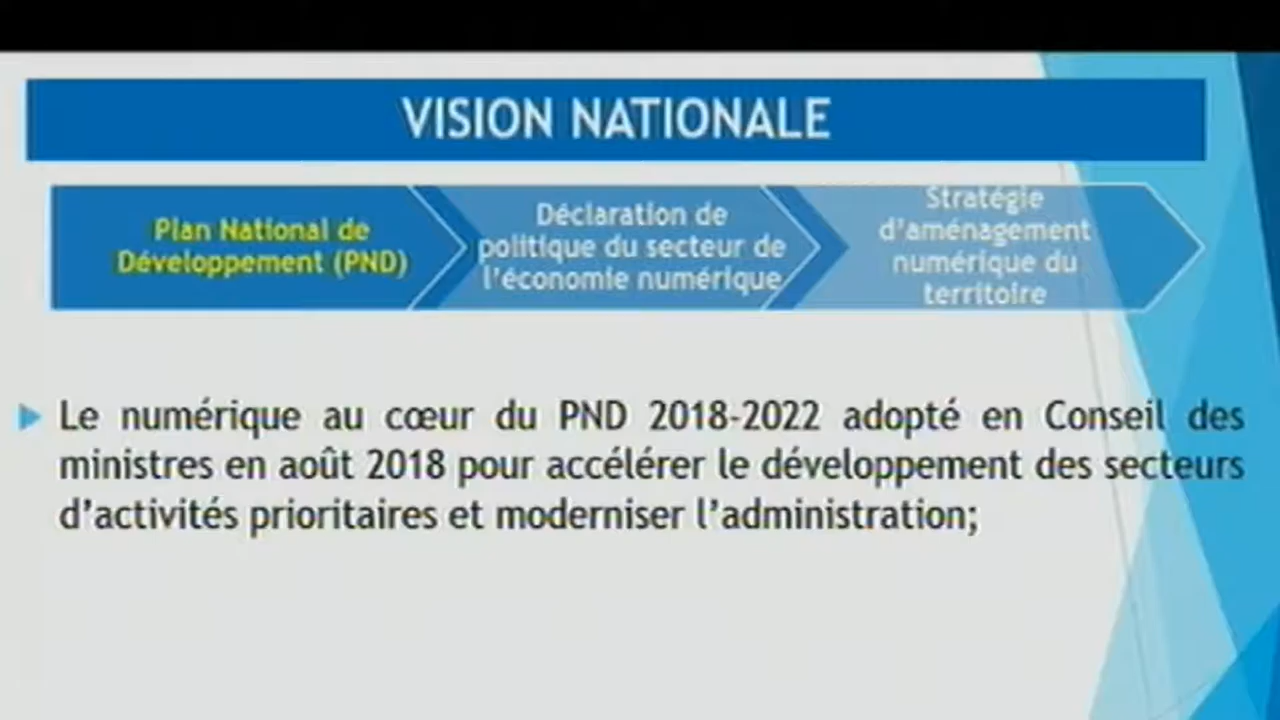 VISION NATIONALE
Plan National de
Développement (PND)
Déclaration de
politique du secteur de
l'économie numérique
Stratégie
d'aménagement
numérique du
territoire
Le numérique au cœur du PND 2018-2022 adopté en Conseil des
ministres en août 2018 pour accélérer le développement des secteurs
d'activités prioritaires et moderniser l'administration;